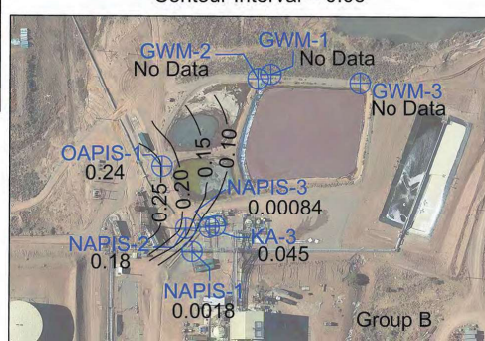 Contour Interval = 0.05
GWM-2
No Data
GWM-1
No Data
GWM-3
No Data
OAPIS-1
0.24
0.25
0.20
0.15
0.10
NAPIS-3
0.00084
NAPIS-2
0.18
KA-3
0.045
NAPIS-1
0.0018
Group B